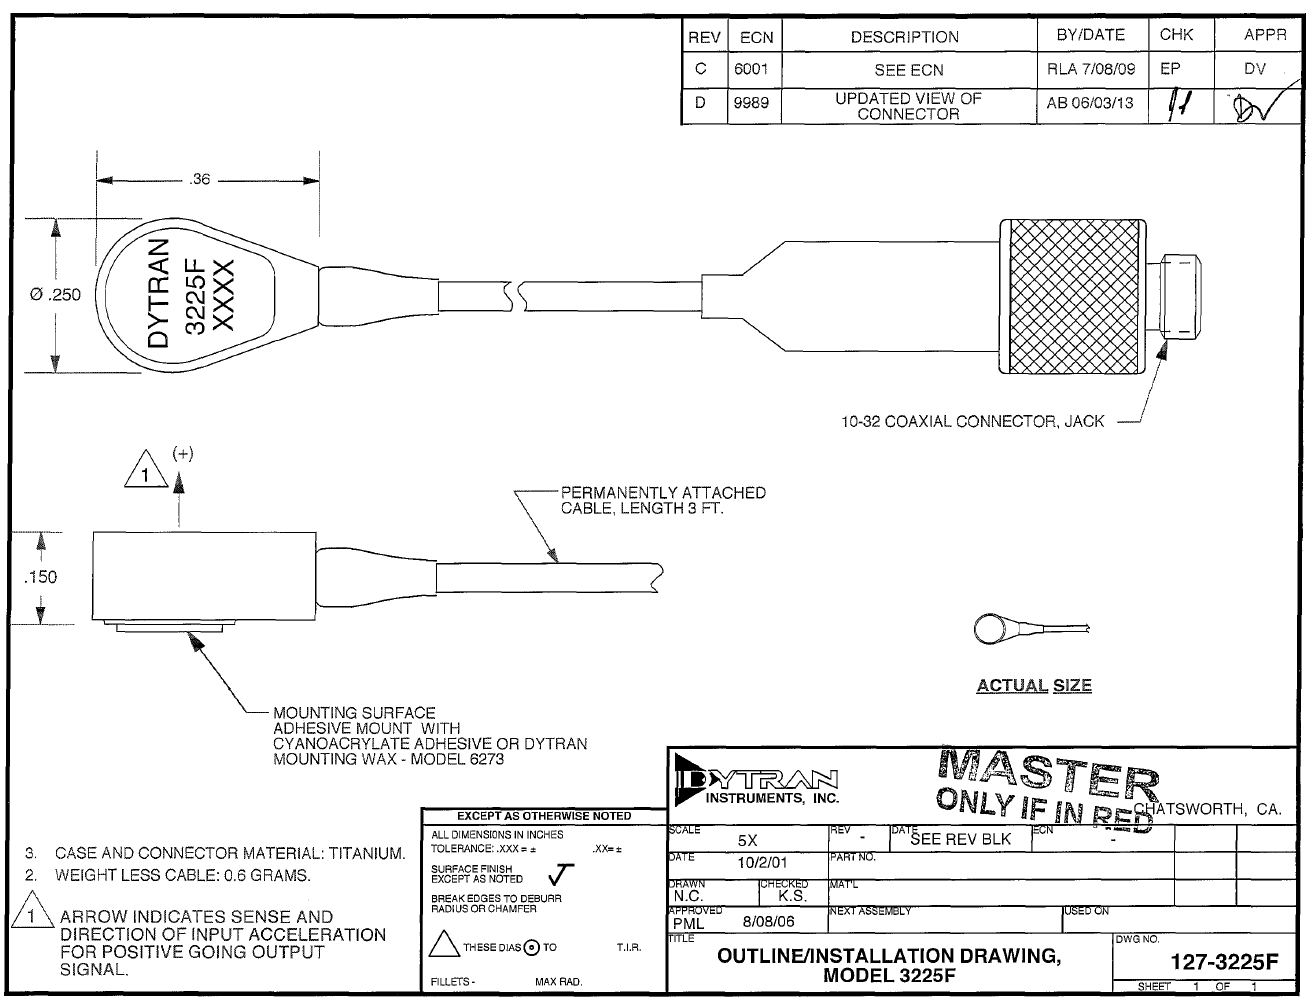 REV ECN DESCRIPTION BY/DATE CHK APPR
C 6001 SEE ECN RLA 7/08/09 EP DV
D 9989 UPDATED VIEW OF AB 06/03/13
CONNECTOR
.36
Ø .250
DYTRAN
3225F
XXXX
10-32 COAXIAL CONNECTOR, JACK
1
(+)
PERMANENTLY ATTACHED
CABLE, LENGTH 3 FT.
.150
ACTUAL SIZE
MOUNTING SURFACE
ADHESIVE MOUNT WITH
CYANOACRYLATE ADHESIVE OR DYTRAN
MOUNTING WAX - MODEL 6273
3. CASE AND CONNECTOR MATERIAL: TITANIUM.
2. WEIGHT LESS CABLE: 0.6 GRAMS.
1 ARROW INDICATES SENSE AND
DIRECTION OF INPUT ACCELERATION
FOR POSITIVE GOING OUTPUT
SIGNAL.
EXCEPT AS OTHERWISE NOTED
ALL DIMENSIONS IN INCHES
TOLERANCE: .XXX = ± .XX= ±
SURFACE FINISH
EXCEPT AS NOTED
BREAK EDGES TO DEBURR
RADIUS OR CHAMFER
THESE DIAS TO T.I.R.
FILLETS - MAX RAD.
DYTRAN
INSTRUMENTS, INC.
MASTER
ONLY IF IN RED
CHATSWORTH, CA.
SCALE 5X REV - DATE SEE REV BLK ECN -
DATE 10/2/01 PART NO.
DRAWN N.C. CHECKED K.S. MAT'L
APPROVED PML 8/08/06 NEXT ASSEMBLY USED ON
TITLE
OUTLINE/INSTALLATION DRAWING,
MODEL 3225F
DWG NO.
127-3225F
SHEET 1 OF 1